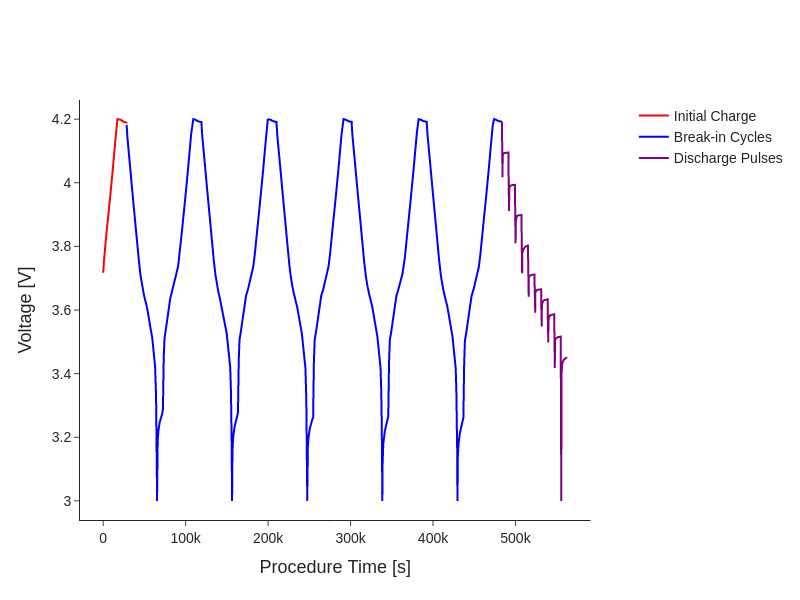 Initial Charge
Break-in Cycles
Discharge Pulses
4.2
4
3.8
3.6
3.4
3.2
3
Voltage [V]
0 100k 200k 300k 400k 500k
Procedure Time [s]